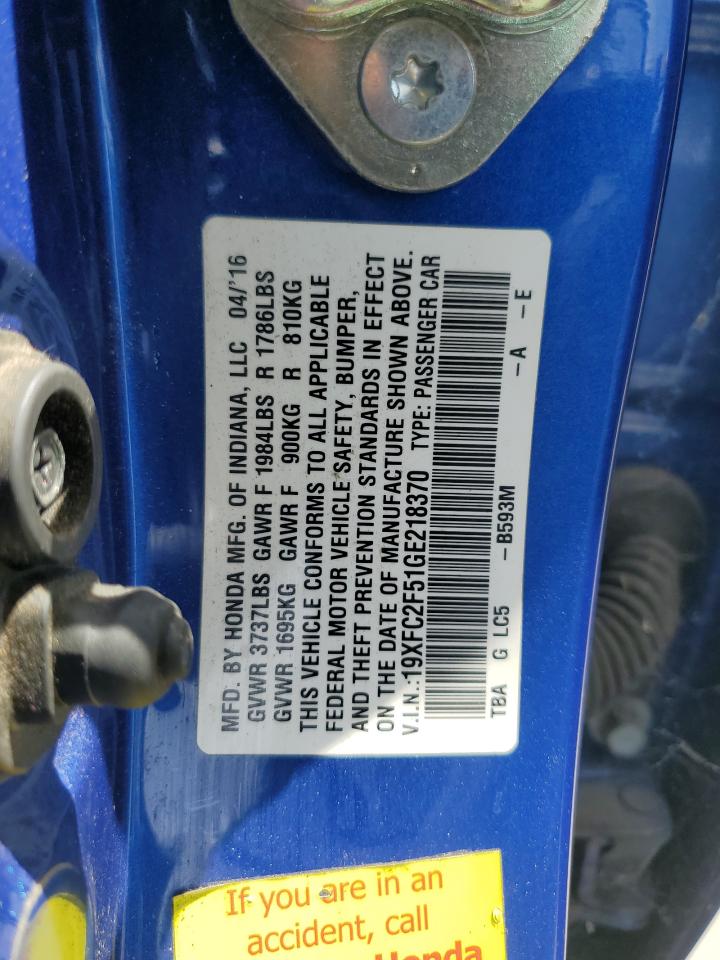 MFD. BY HONDA MFG. OF INDIANA, LLC 04/'16
GVWR 3737LBS GAWR F 1984LBS R 1786LBS
GVWR 1695KG GAWR F 900KG R 810KG
THIS VEHICLE CONFORMS TO ALL APPLICABLE
FEDERAL MOTOR VEHICLE SAFETY, BUMPER,
AND THEFT PREVENTION STANDARDS IN EFFECT
ON THE DATE OF MANUFACTURE SHOWN ABOVE.
V.I.N.:19XFC2F51GE218370 TYPE: PASSENGER CAR
TBA G LC5 -B593M -A -E
If you are in an
accident, call
Honda